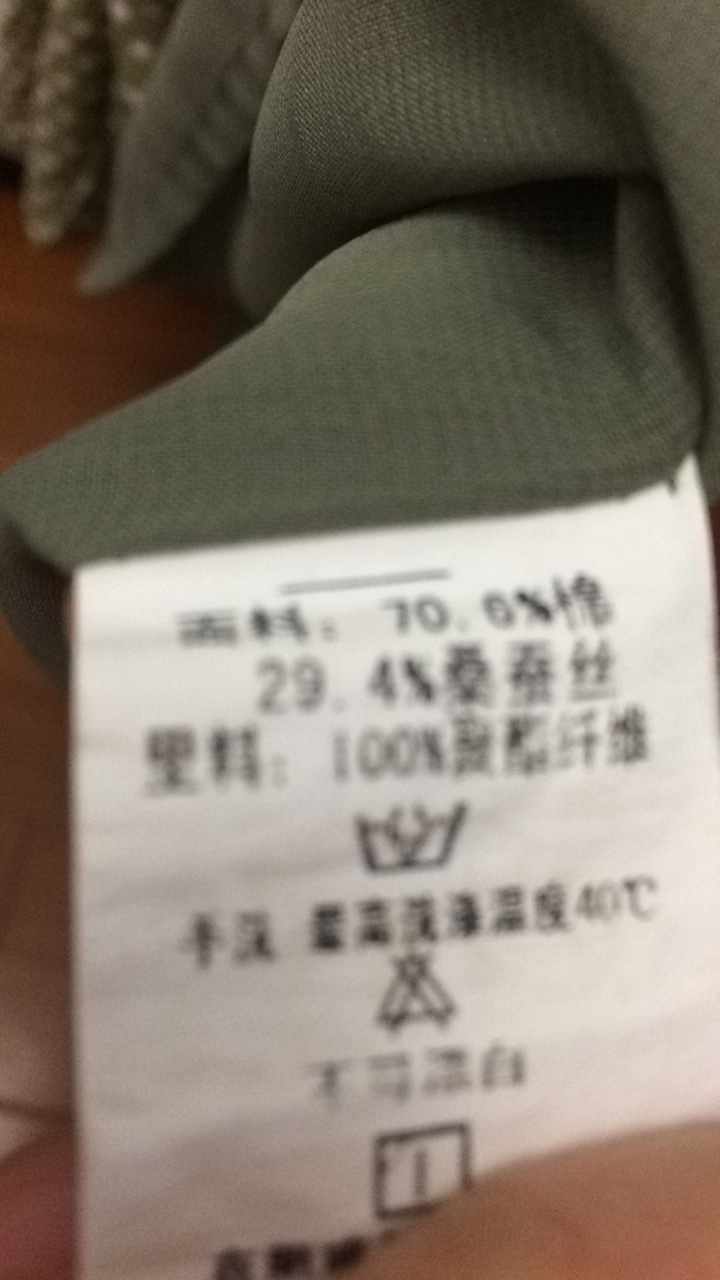 面料: 70.6%棉
29.4%桑蚕丝
里料: 100%聚酯纤维
手洗 最高洗涤温度40℃
不可漂白